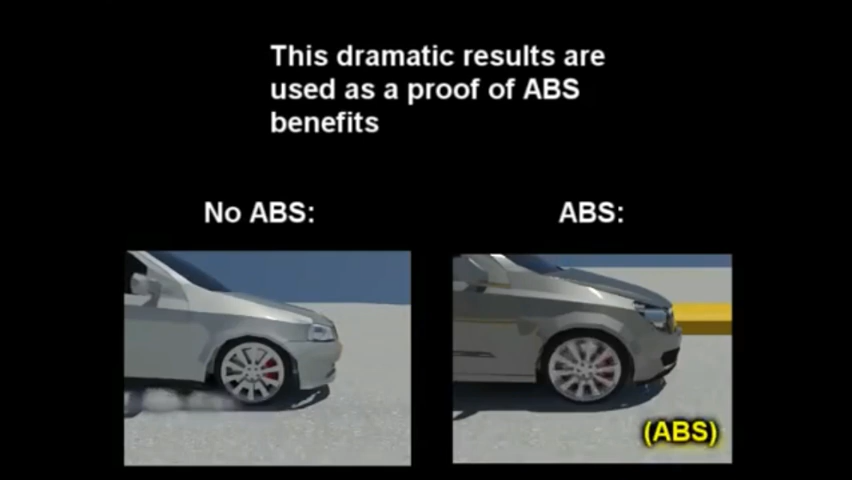 This dramatic results are
used as a proof of ABS
benefits
No ABS:
ABS:
(ABS)